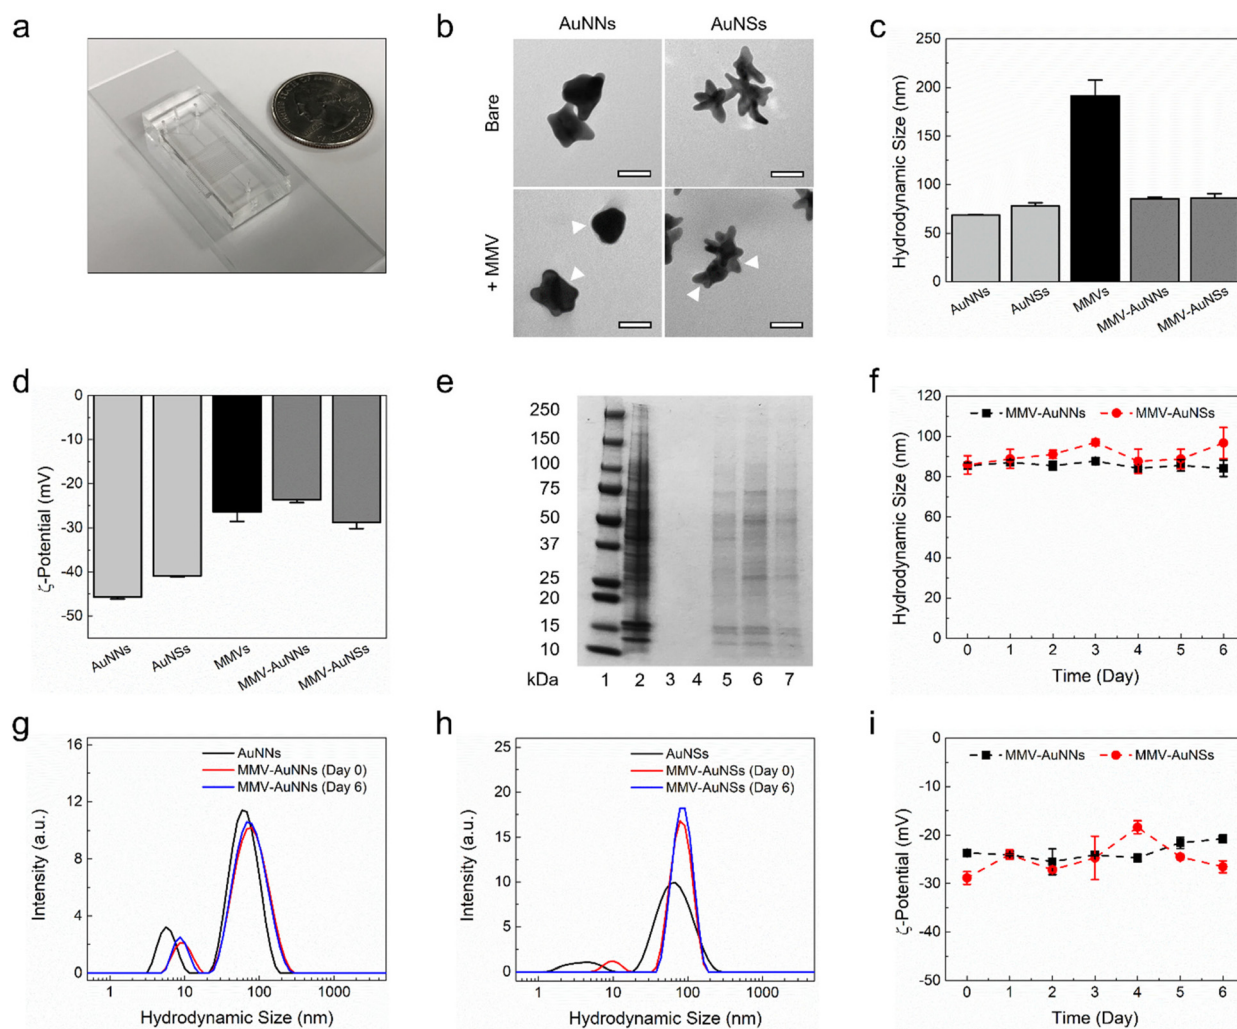 a
b
AuNNs
AuNSs
Bare
+ MMV
c
Hydrodynamic Size (nm)
250
200
150
100
50
0
AuNNs
AuNSs
MMVs
MMV-AuNNs
MMV-AuNSs
d
ζ-Potential (mV)
0
-10
-20
-30
-40
-50
AuNNs
AuNSs
MMVs
MMV-AuNNs
MMV-AuNSs
e
250
150
100
75
50
37
25
20
15
10
kDa 1 2 3 4 5 6 7
f
MMV-AuNNs MMV-AuNSs
Hydrodynamic Size (nm)
120
100
80
60
40
20
0
0 1 2 3 4 5 6
Time (Day)
g
AuNNs
MMV-AuNNs (Day 0)
MMV-AuNNs (Day 6)
Intensity (a.u.)
16
12
8
4
0
1 10 100 1000
Hydrodynamic Size (nm)
h
AuNSs
MMV-AuNSs (Day 0)
MMV-AuNSs (Day 6)
Intensity (a.u.)
25
20
15
10
5
0
1 10 100 1000
Hydrodynamic Size (nm)
i
MMV-AuNNs MMV-AuNSs
ζ-Potential (mV)
0
-10
-20
-30
-40
-50
0 1 2 3 4 5 6
Time (Day)